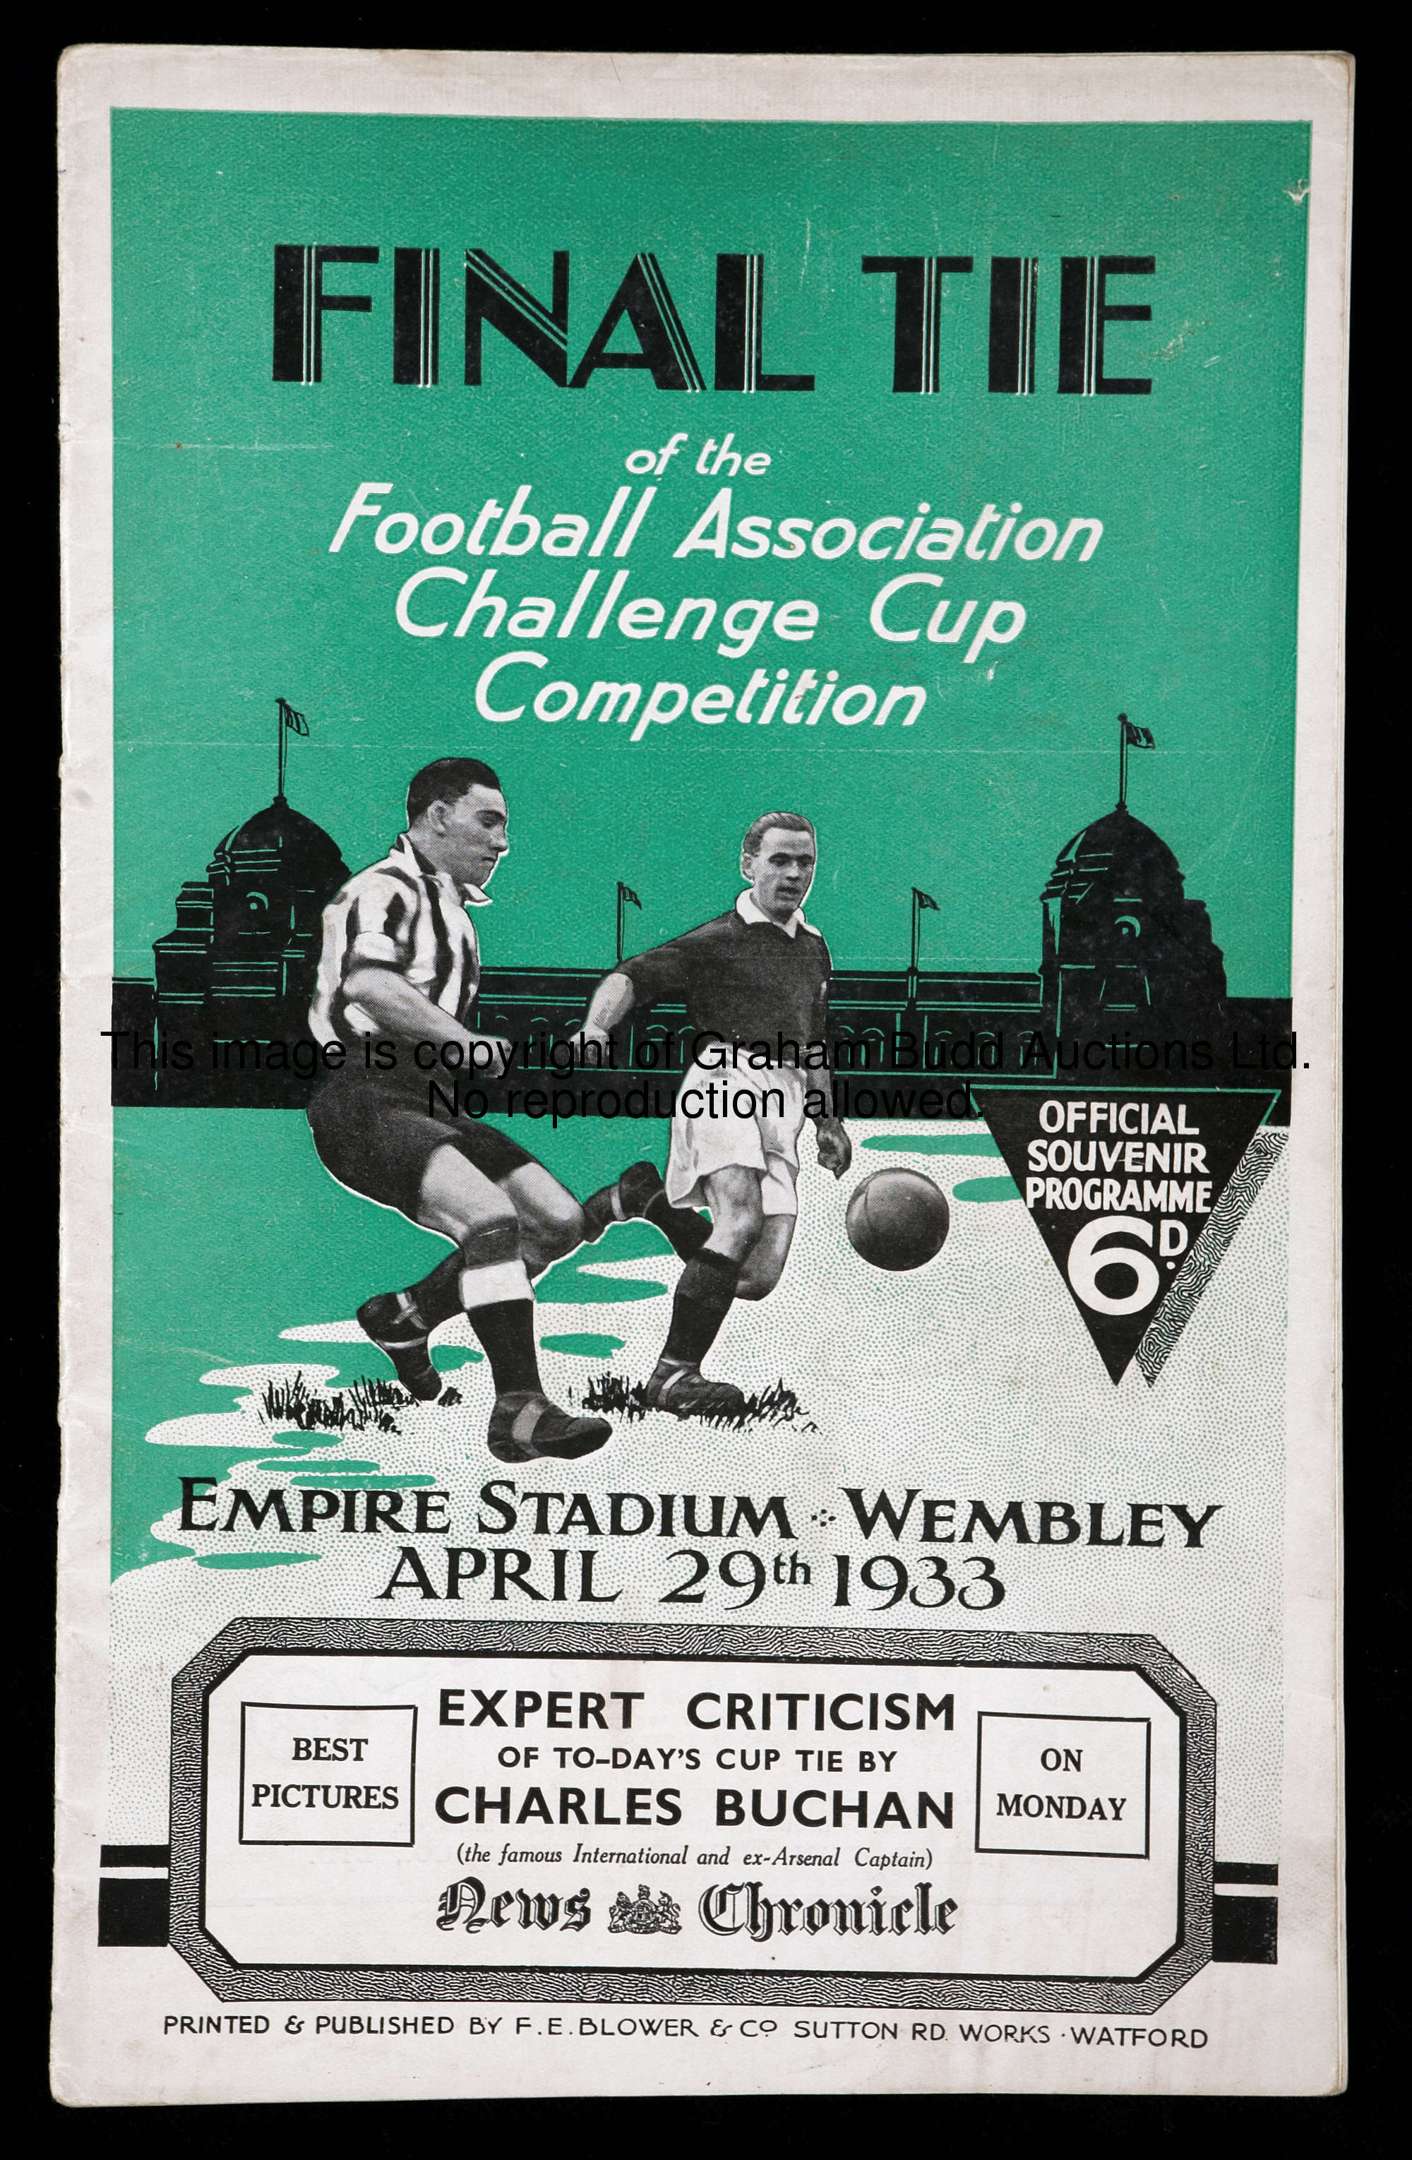 FINAL TIE
of the
Football Association
Challenge Cup
Competition
This image is copyright of Graham Budd Auctions Ltd.
No reproduction allowed.
OFFICIAL
SOUVENIR
PROGRAMME
6D.
EMPIRE STADIUM WEMBLEY
APRIL 29th 1933
BEST
PICTURES
EXPERT CRITICISM
OF TO-DAY'S CUP TIE BY
CHARLES BUCHAN
(the famous International and ex-Arsenal Captain)
News Chronicle
ON
MONDAY
PRINTED & PUBLISHED BY F.E. BLOWER & Co SUTTON RD. WORKS · WATFORD